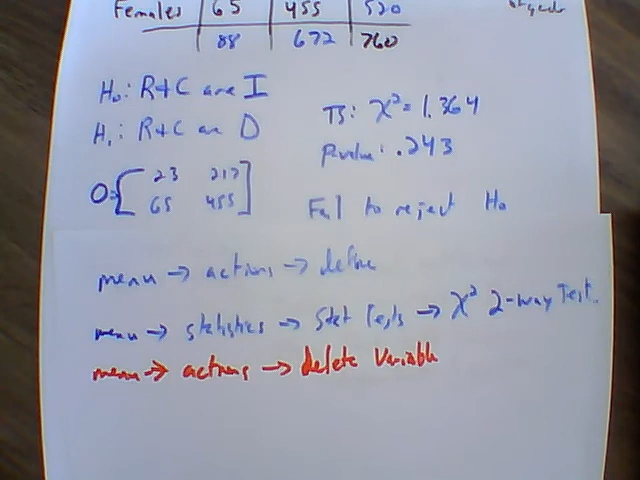 Females 65 455 520
88 672 760
H₀: R+C are I
H₁: R+C are D
TS: χ² = 1.364
Pvalue: .243
O=[23 217
65 455]
Fail to reject H₀
menu → actions → define
menu → statistics → Stat Tests → χ² 2-way Test.
menu → actions → delete Variable